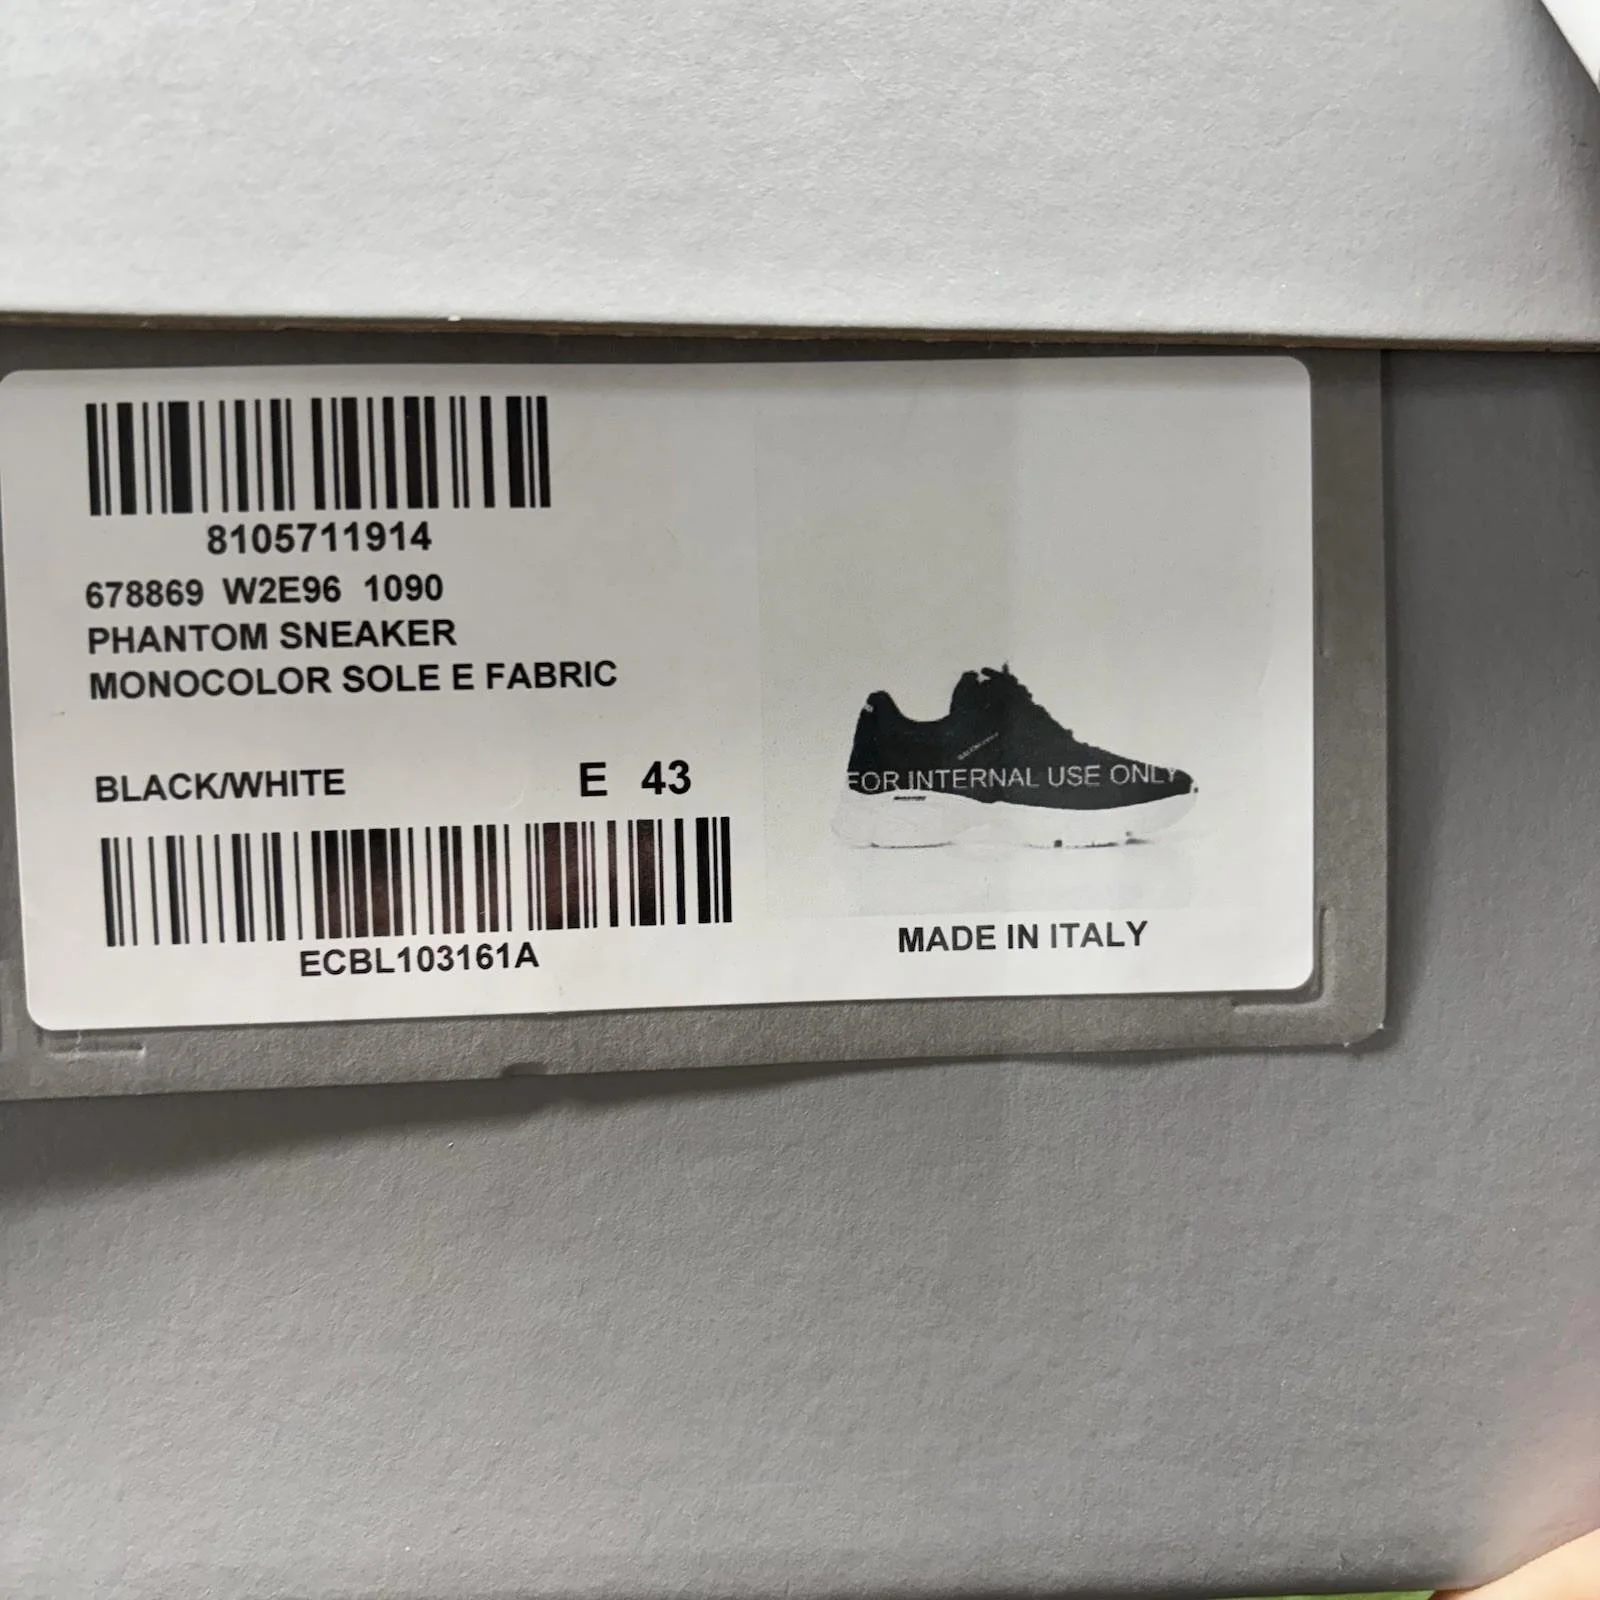 8105711914
678869 W2E96 1090
PHANTOM SNEAKER
MONOCOLOR SOLE E FABRIC
BLACK/WHITE E 43
ECBL103161A
BALENCIAGA
FOR INTERNAL USE ONLY
MADE IN ITALY